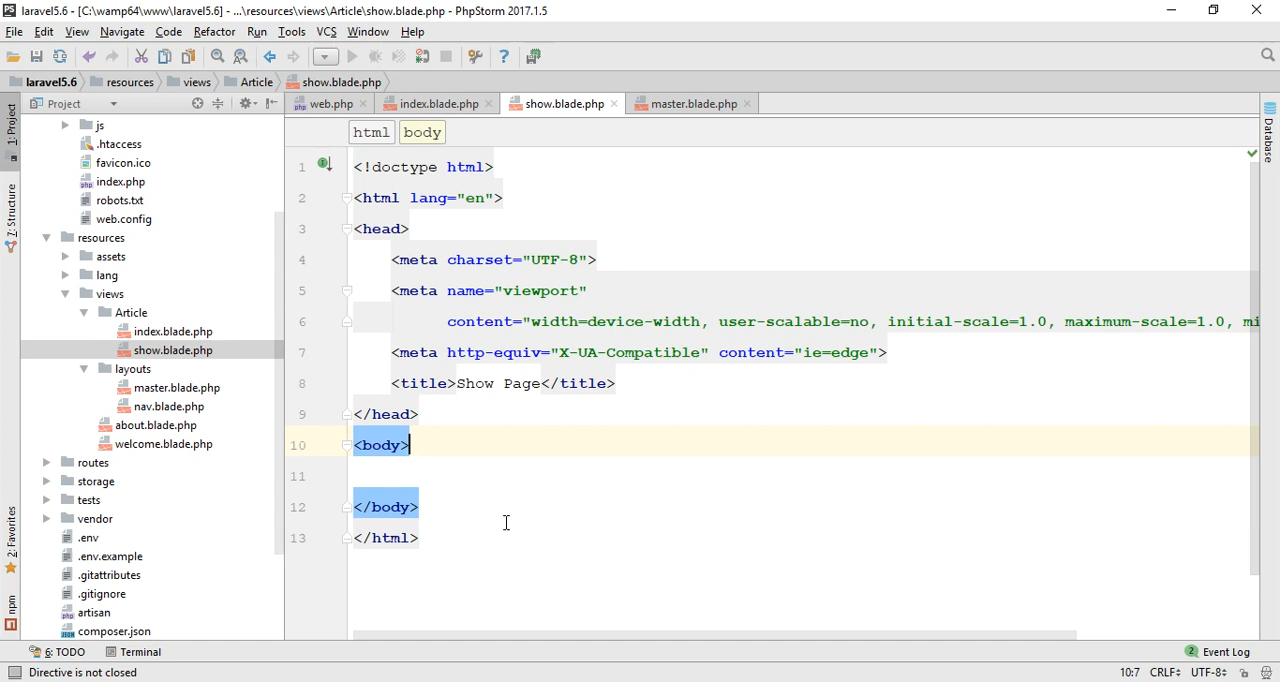 laravel5.6 - [C:\wamp64\www\laravel5.6] - ...\resources\views\Article\show.blade.php - PhpStorm 2017.1.5
File Edit View Navigate Code Refactor Run Tools VCS Window Help
laravel5.6 resources views Article show.blade.php
Project
web.php index.blade.php show.blade.php master.blade.php
1: Project
7: Structure
2: Favorites
npm
js
.htaccess
favicon.ico
index.php
robots.txt
web.config
resources
assets
lang
views
Article
index.blade.php
show.blade.php
layouts
master.blade.php
nav.blade.php
about.blade.php
welcome.blade.php
routes
storage
tests
vendor
.env
.env.example
.gitattributes
.gitignore
artisan
composer.json
html body
1 <!doctype html>
2 <html lang="en">
3 <head>
4 <meta charset="UTF-8">
5 <meta name="viewport"
6 content="width=device-width, user-scalable=no, initial-scale=1.0, maximum-scale=1.0, mi
7 <meta http-equiv="X-UA-Compatible" content="ie=edge">
8 <title>Show Page</title>
9 </head>
10 <body>
11
12 </body>
13 </html>
Database
6: TODO Terminal 2 Event Log
Directive is not closed 10:7 CRLF UTF-8